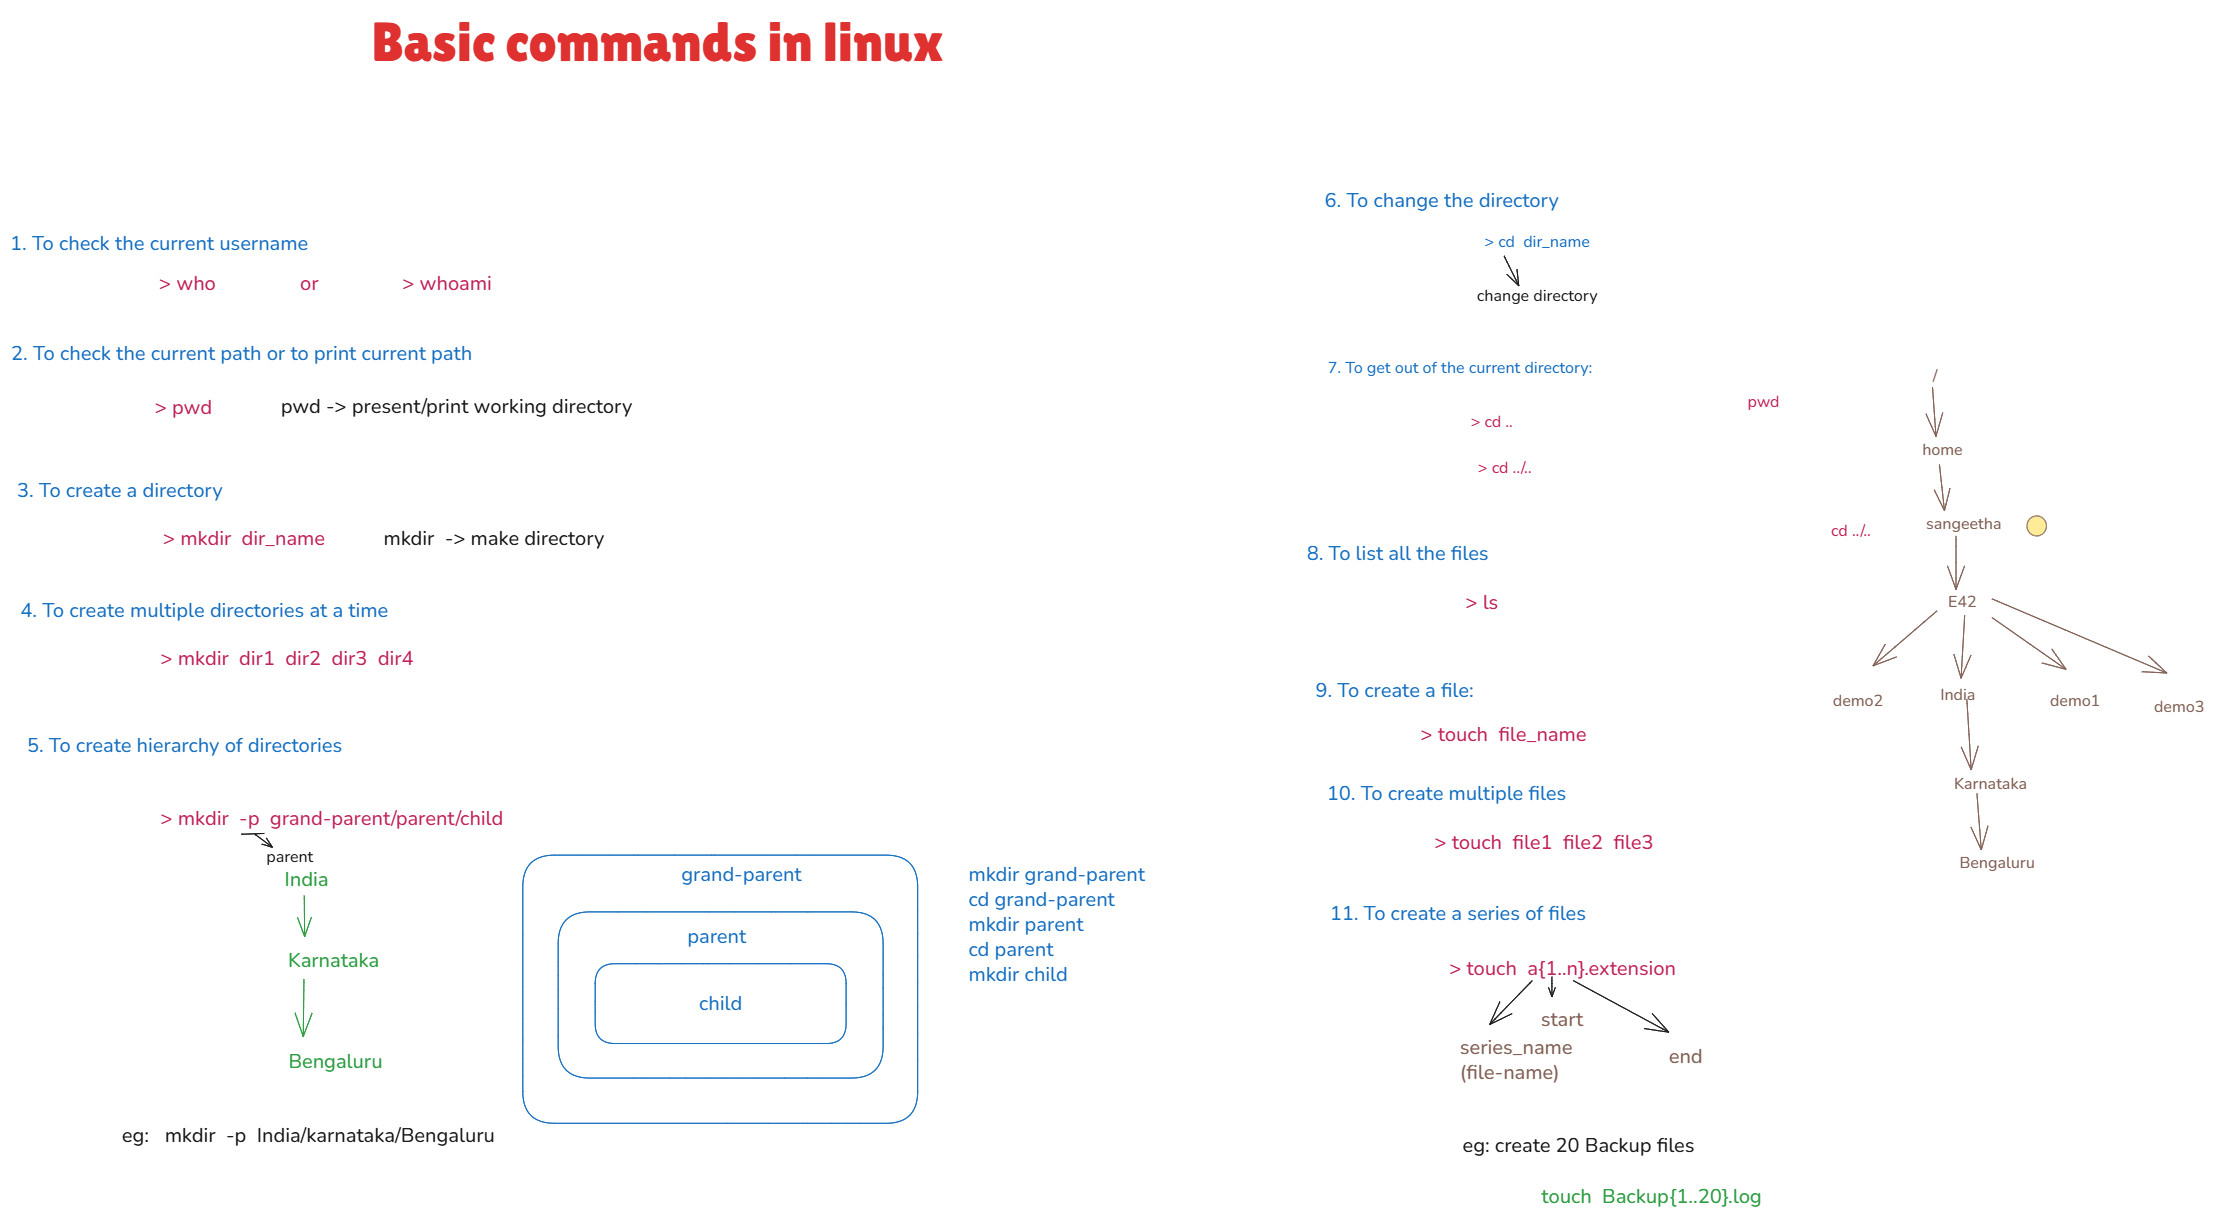 Basic commands in linux
1. To check the current username
> who or > whoami
2. To check the current path or to print current path
> pwd pwd -> present/print working directory
3. To create a directory
> mkdir dir_name mkdir -> make directory
4. To create multiple directories at a time
> mkdir dir1 dir2 dir3 dir4
5. To create hierarchy of directories
> mkdir -p grand-parent/parent/child
parent
India
Karnataka
Bengaluru
eg: mkdir -p India/karnataka/Bengaluru
grand-parent
parent
child
mkdir grand-parent
cd grand-parent
mkdir parent
cd parent
mkdir child
6. To change the directory
> cd dir_name
change directory
7. To get out of the current directory:
> cd ..
> cd ../..
8. To list all the files
> ls
9. To create a file:
> touch file_name
10. To create multiple files
> touch file1 file2 file3
11. To create a series of files
> touch a{1..n}.extension
start
series_name
(file-name)
end
eg: create 20 Backup files
touch Backup{1..20}.log
pwd
cd ../..
/
home
sangeetha
E42
demo2
India
demo1
demo3
Karnataka
Bengaluru